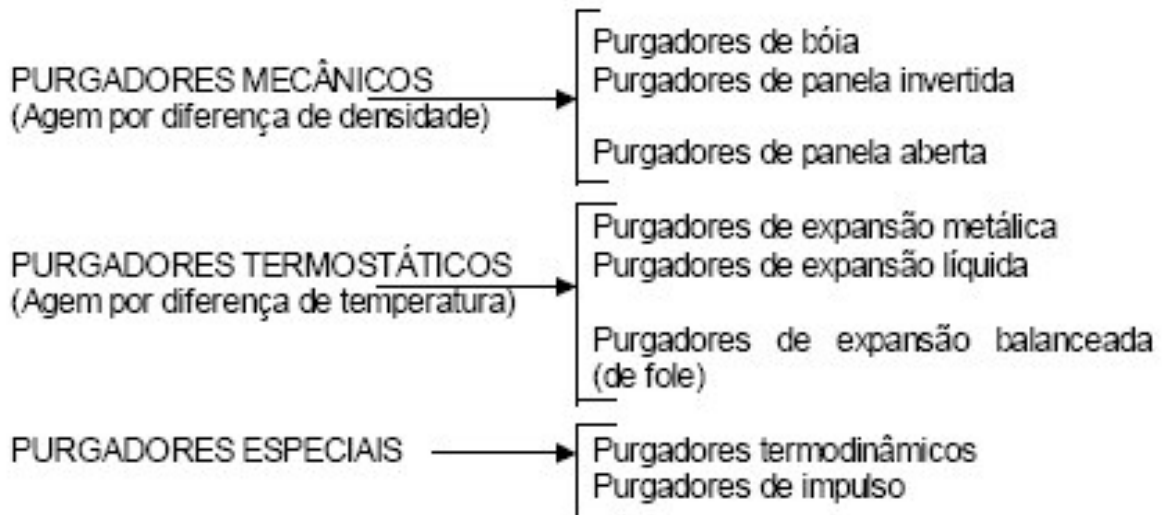 PURGADORES MECÂNICOS
(Agem por diferença de densidade)
Purgadores de bóia
Purgadores de panela invertida
Purgadores de panela aberta
PURGADORES TERMOSTÁTICOS
(Agem por diferença de temperatura)
Purgadores de expansão metálica
Purgadores de expansão líquida
Purgadores de expansão balanceada
(de fole)
PURGADORES ESPECIAIS
Purgadores termodinâmicos
Purgadores de impulso